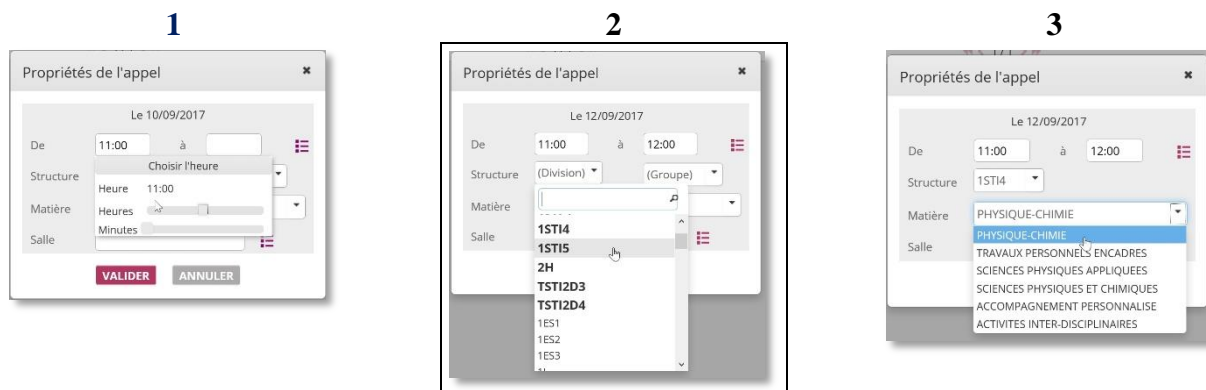 1
Propriétés de l'appel
Le 10/09/2017
De 11:00 à
Choisir l'heure
Structure
Heure 11:00
Matière
Heures
Minutes
Salle
VALIDER ANNULER
2
Propriétés de l'appel
Le 12/09/2017
De 11:00 à 12:00
Structure (Division) (Groupe)
Matière
Salle
1STI4
1STI5
2H
TSTI2D3
TSTI2D4
1ES1
1ES2
1ES3
3
Propriétés de l'appel
Le 12/09/2017
De 11:00 à 12:00
Structure 1STI4
Matière PHYSIQUE-CHIMIE
Salle
PHYSIQUE-CHIMIE
TRAVAUX PERSONNELS ENCADRES
SCIENCES PHYSIQUES APPLIQUEES
SCIENCES PHYSIQUES ET CHIMIQUES
ACCOMPAGNEMENT PERSONNALISE
ACTIVITES INTER-DISCIPLINAIRES